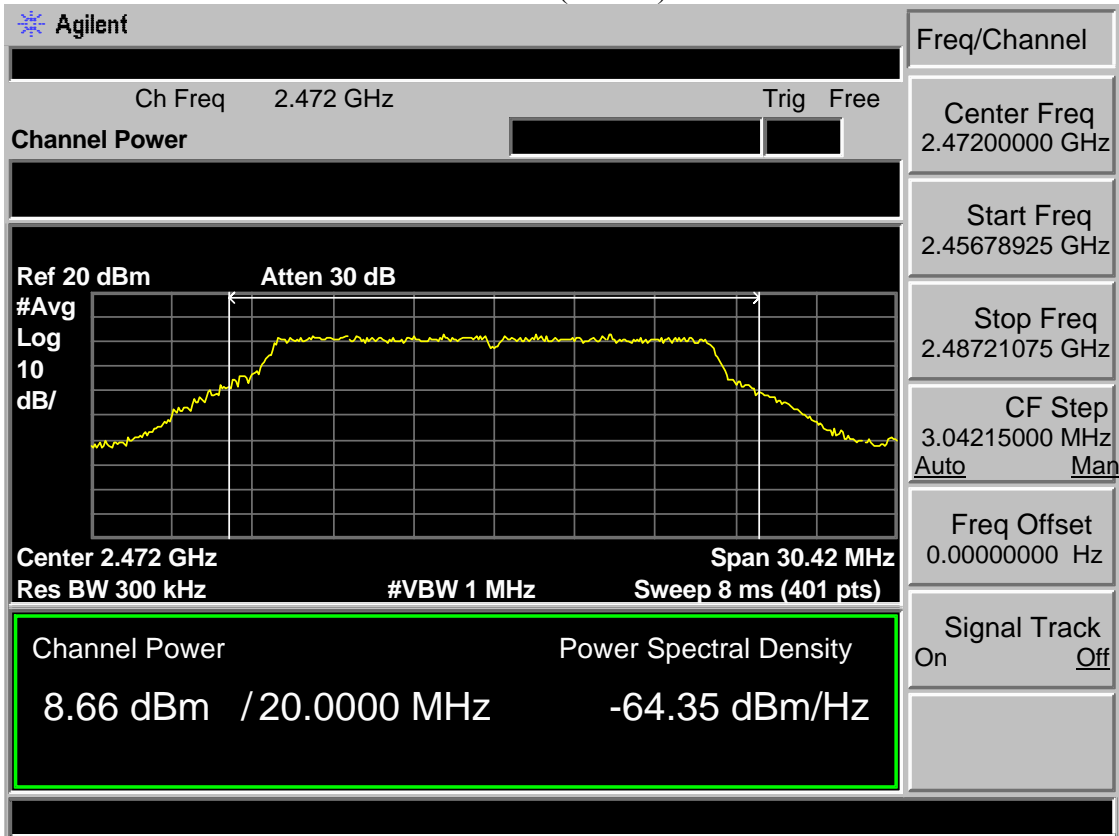 Agilent
Freq/Channel
Ch Freq 2.472 GHz Trig Free
Channel Power
Center Freq
2.47200000 GHz
Start Freq
2.45678925 GHz
Stop Freq
2.48721075 GHz
CF Step
3.04215000 MHz
Auto Man
Freq Offset
0.00000000 Hz
Signal Track
On Off
Ref 20 dBm Atten 30 dB
#Avg
Log
10
dB/
Center 2.472 GHz Span 30.42 MHz
Res BW 300 kHz #VBW 1 MHz Sweep 8 ms (401 pts)
Channel Power Power Spectral Density
8.66 dBm / 20.0000 MHz -64.35 dBm/Hz